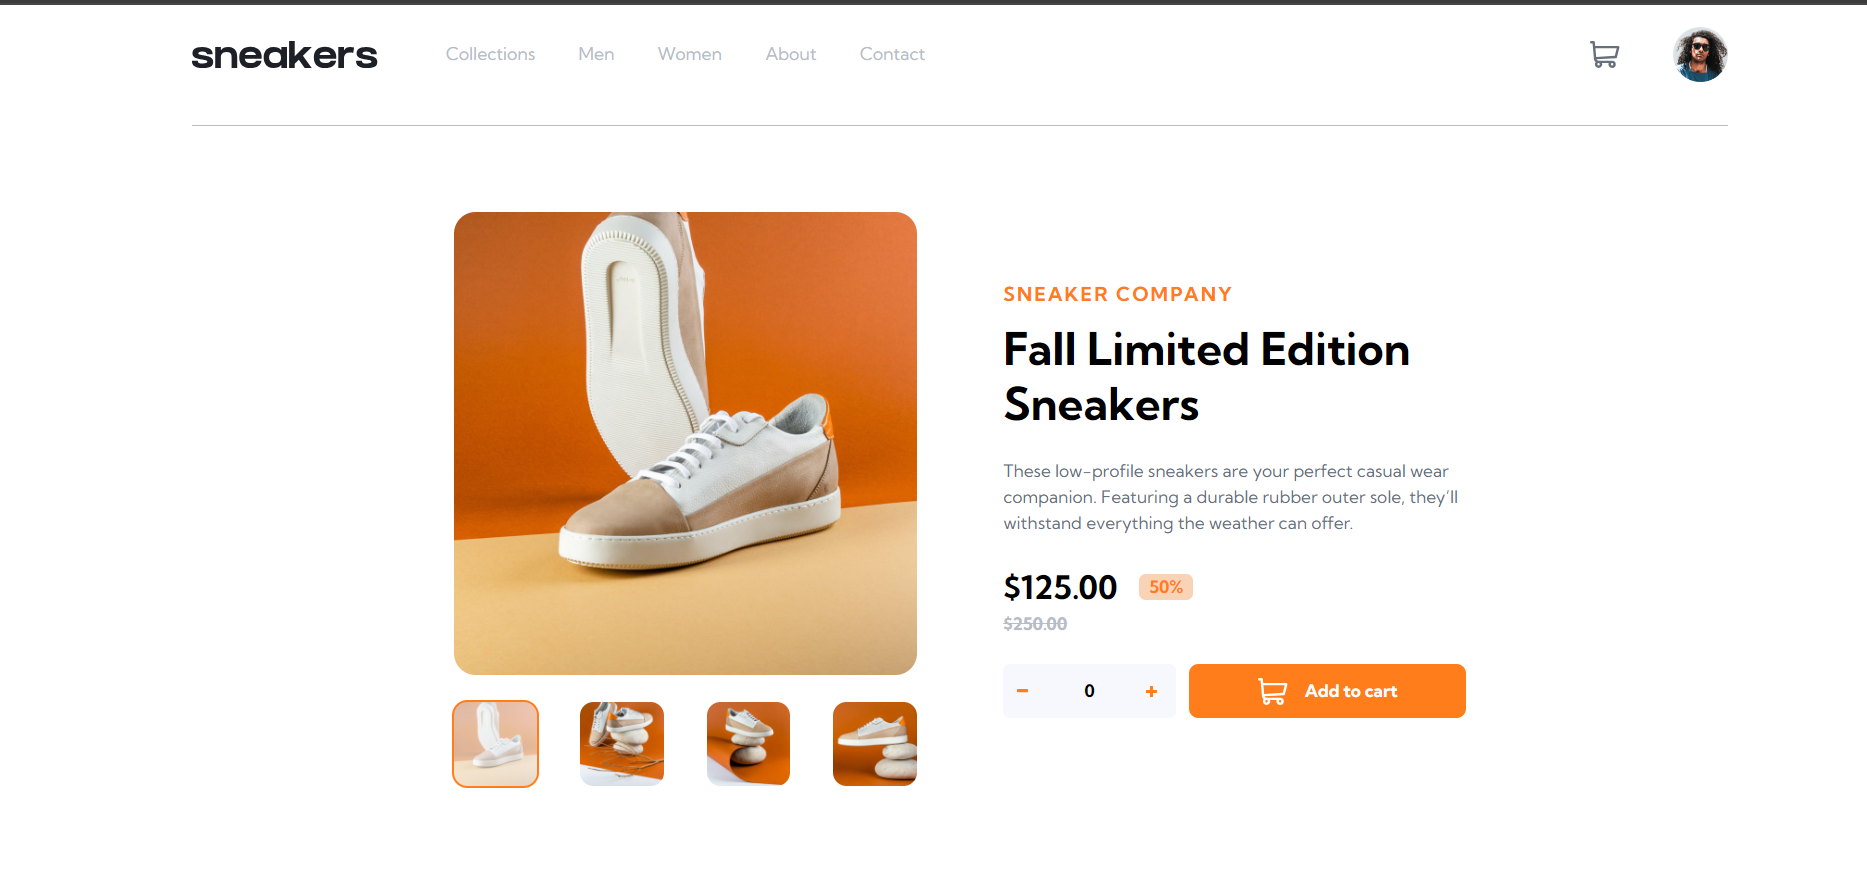 sneakers
Collections
Men
Women
About
Contact
SNEAKER COMPANY
Fall Limited Edition
Sneakers
These low-profile sneakers are your perfect casual wear
companion. Featuring a durable rubber outer sole, they’ll
withstand everything the weather can offer.
$125.00
50%
$250.00
− 0 +
Add to cart